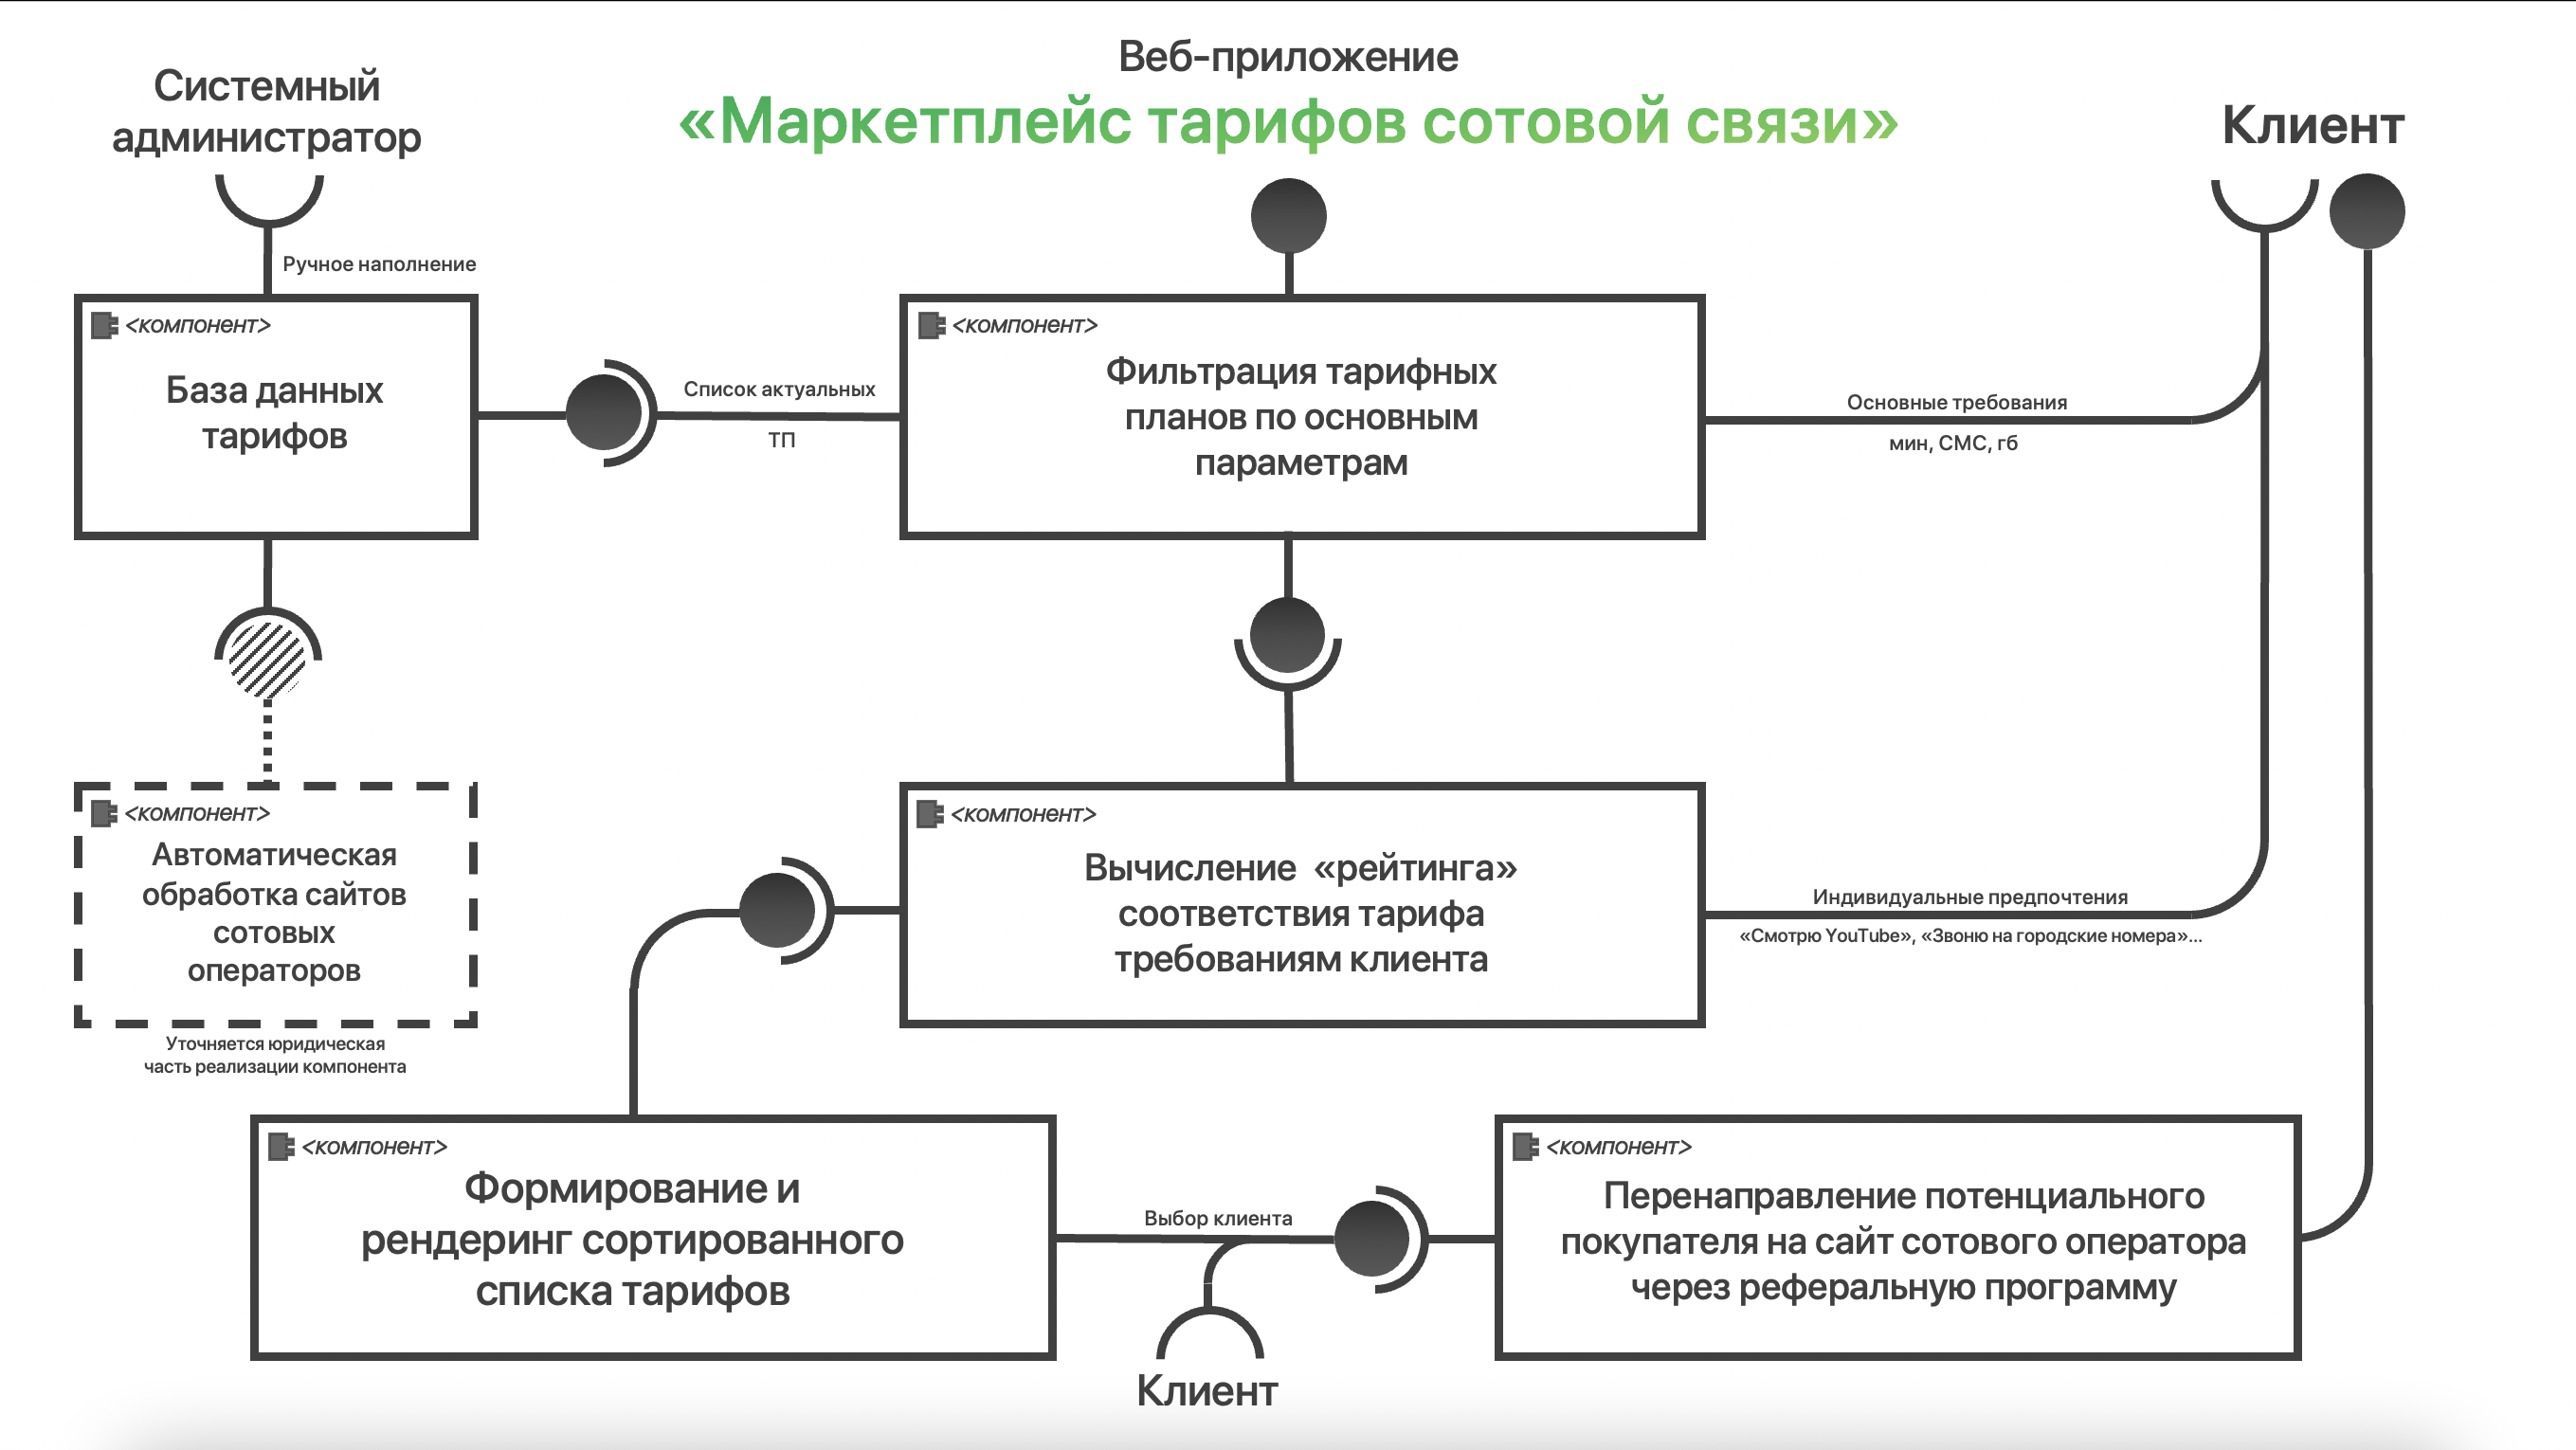 Веб-приложение
«Маркетплейс тарифов сотовой связи»
Системный
администратор
Клиент
Ручное наполнение
<компонент>
База данных
тарифов
Список актуальных
ТП
<компонент>
Фильтрация тарифных
планов по основным
параметрам
Основные требования
мин, СМС, гб
<компонент>
Автоматическая
обработка сайтов
сотовых
операторов
Уточняется юридическая
часть реализации компонента
<компонент>
Вычисление «рейтинга»
соответствия тарифа
требованиям клиента
Индивидуальные предпочтения
«Смотрю YouTube», «Звоню на городские номера»...
<компонент>
Формирование и
рендеринг сортированного
списка тарифов
Выбор клиента
Клиент
<компонент>
Перенаправление потенциального
покупателя на сайт сотового оператора
через реферальную программу